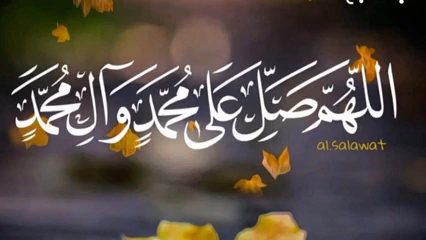 اللَّهُمَّ صَلِّ عَلَى مُحَمَّدٍ وَآلِ مُحَمَّدٍ
al.salawat